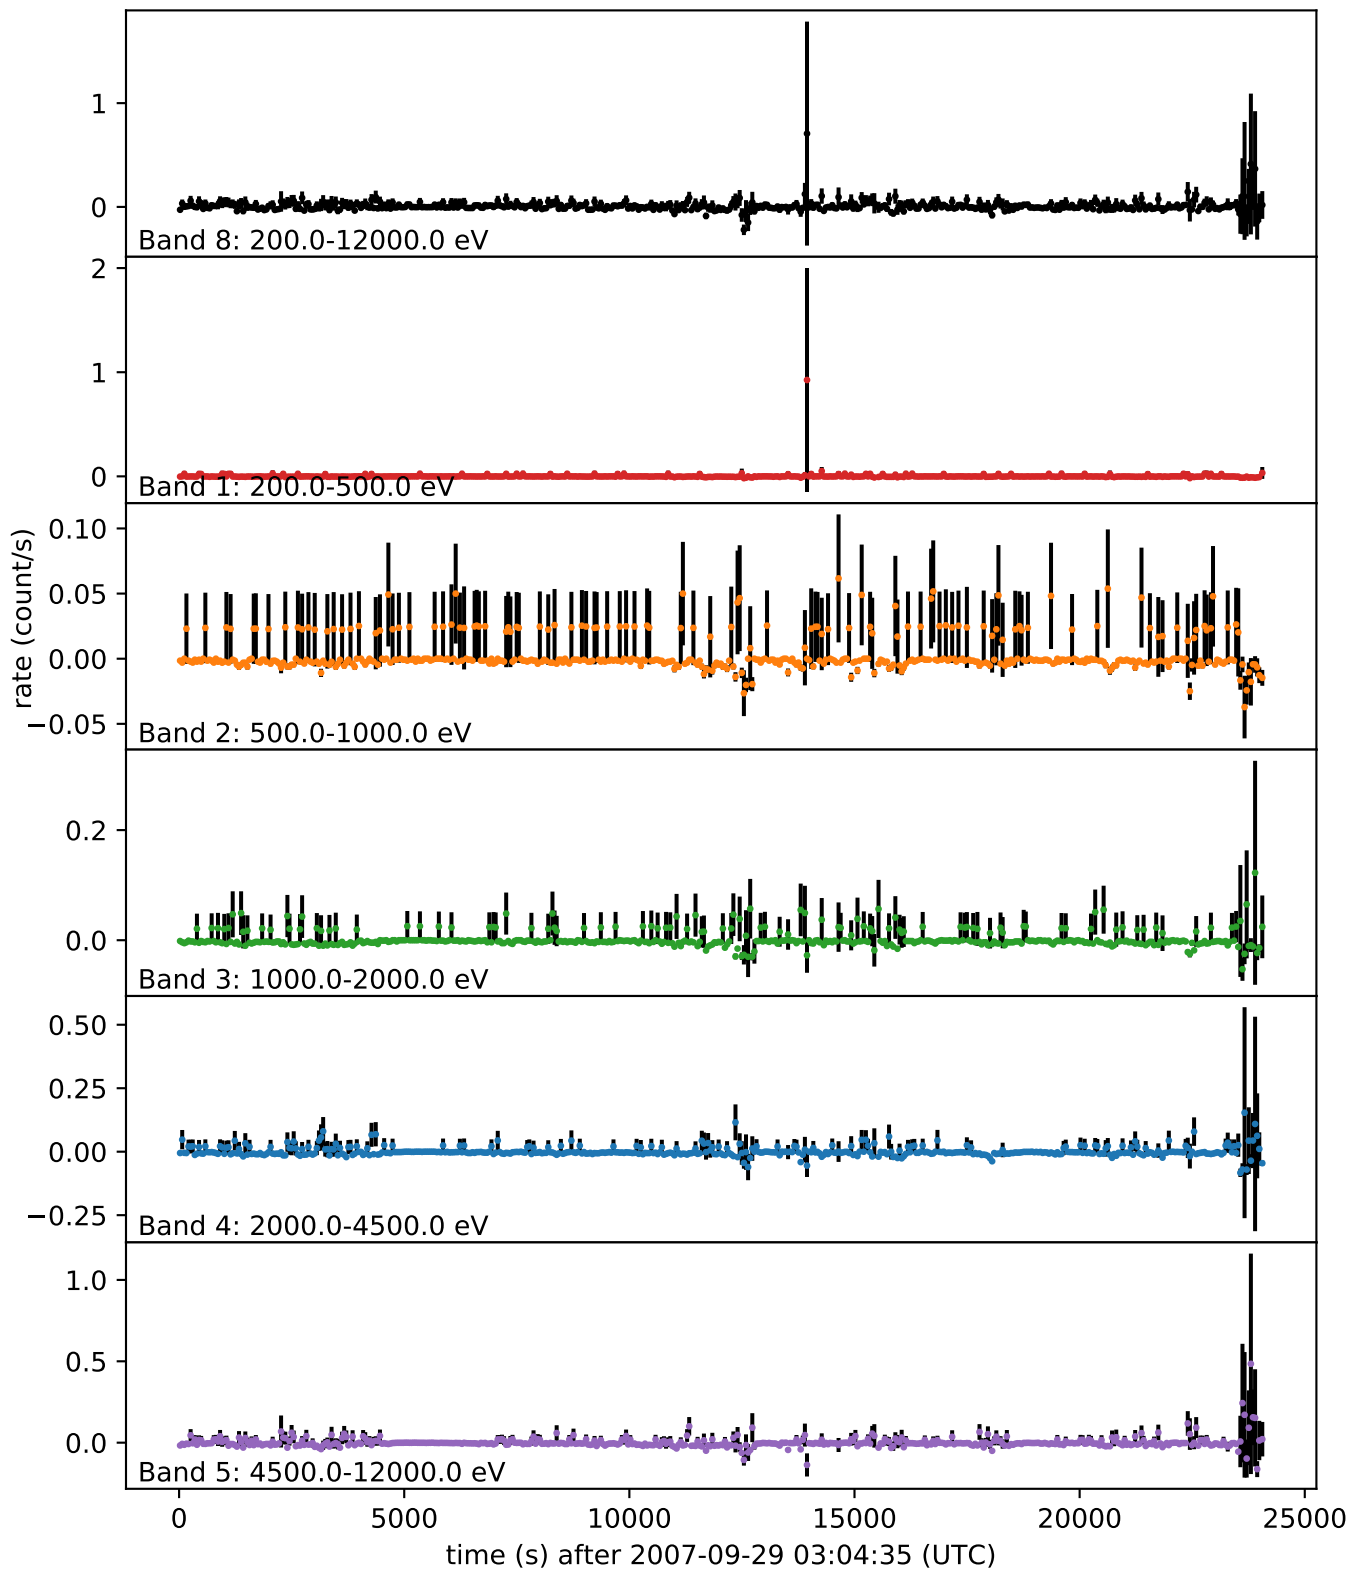 1
0
Band 8: 200.0-12000.0 eV
2
1
0
Band 1: 200.0-500.0 eV
rate (count/s)
0.10
0.05
0.00
−0.05
Band 2: 500.0-1000.0 eV
0.2
0.0
Band 3: 1000.0-2000.0 eV
0.50
0.25
0.00
−0.25
Band 4: 2000.0-4500.0 eV
1.0
0.5
0.0
Band 5: 4500.0-12000.0 eV
0 5000 10000 15000 20000 25000
time (s) after 2007-09-29 03:04:35 (UTC)